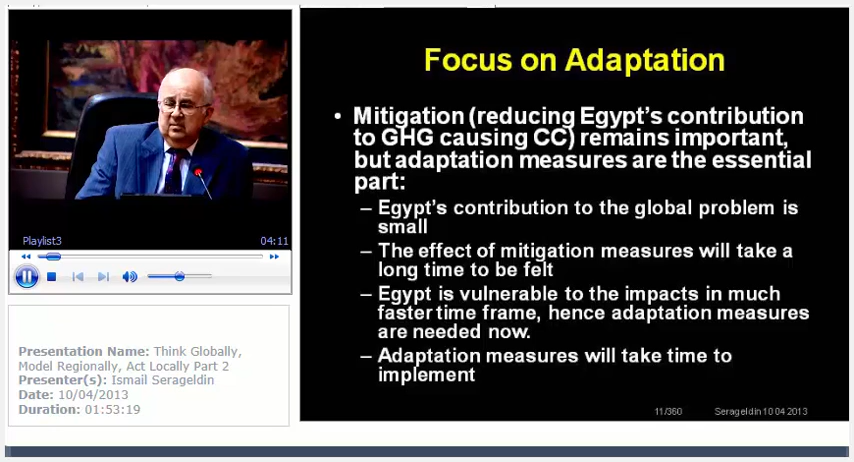 Playlist3
04:11
Presentation Name: Think Globally,
Model Regionally, Act Locally Part 2
Presenter(s): Ismail Serageldin
Date: 10/04/2013
Duration: 01:53:19
Focus on Adaptation
• Mitigation (reducing Egypt's contribution
to GHG causing CC) remains important,
but adaptation measures are the essential
part:
– Egypt's contribution to the global problem is
small
– The effect of mitigation measures will take a
long time to be felt
– Egypt is vulnerable to the impacts in much
faster time frame, hence adaptation measures
are needed now.
– Adaptation measures will take time to
implement
11/360
Serageldin 10 04 2013